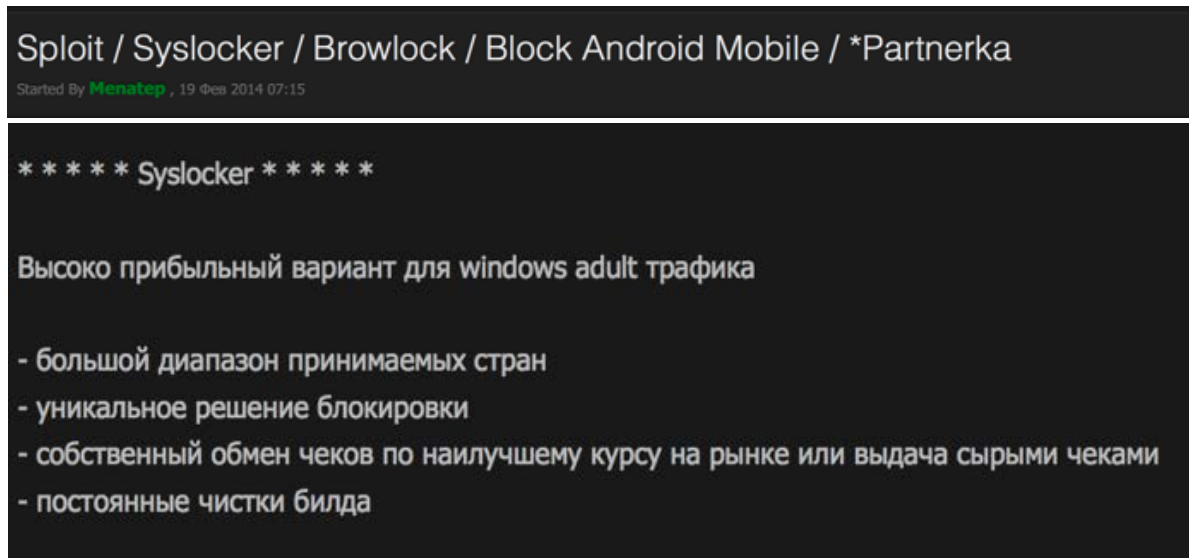 Sploit / Syslocker / Browlock / Block Android Mobile / *Partnerka
Started By Menatep , 19 Фев 2014 07:15
* * * * * Syslocker * * * * *
Высоко прибыльный вариант для windows adult трафика
- большой диапазон принимаемых стран
- уникальное решение блокировки
- собственный обмен чеков по наилучшему курсу на рынке или выдача сырыми чеками
- постоянные чистки билда